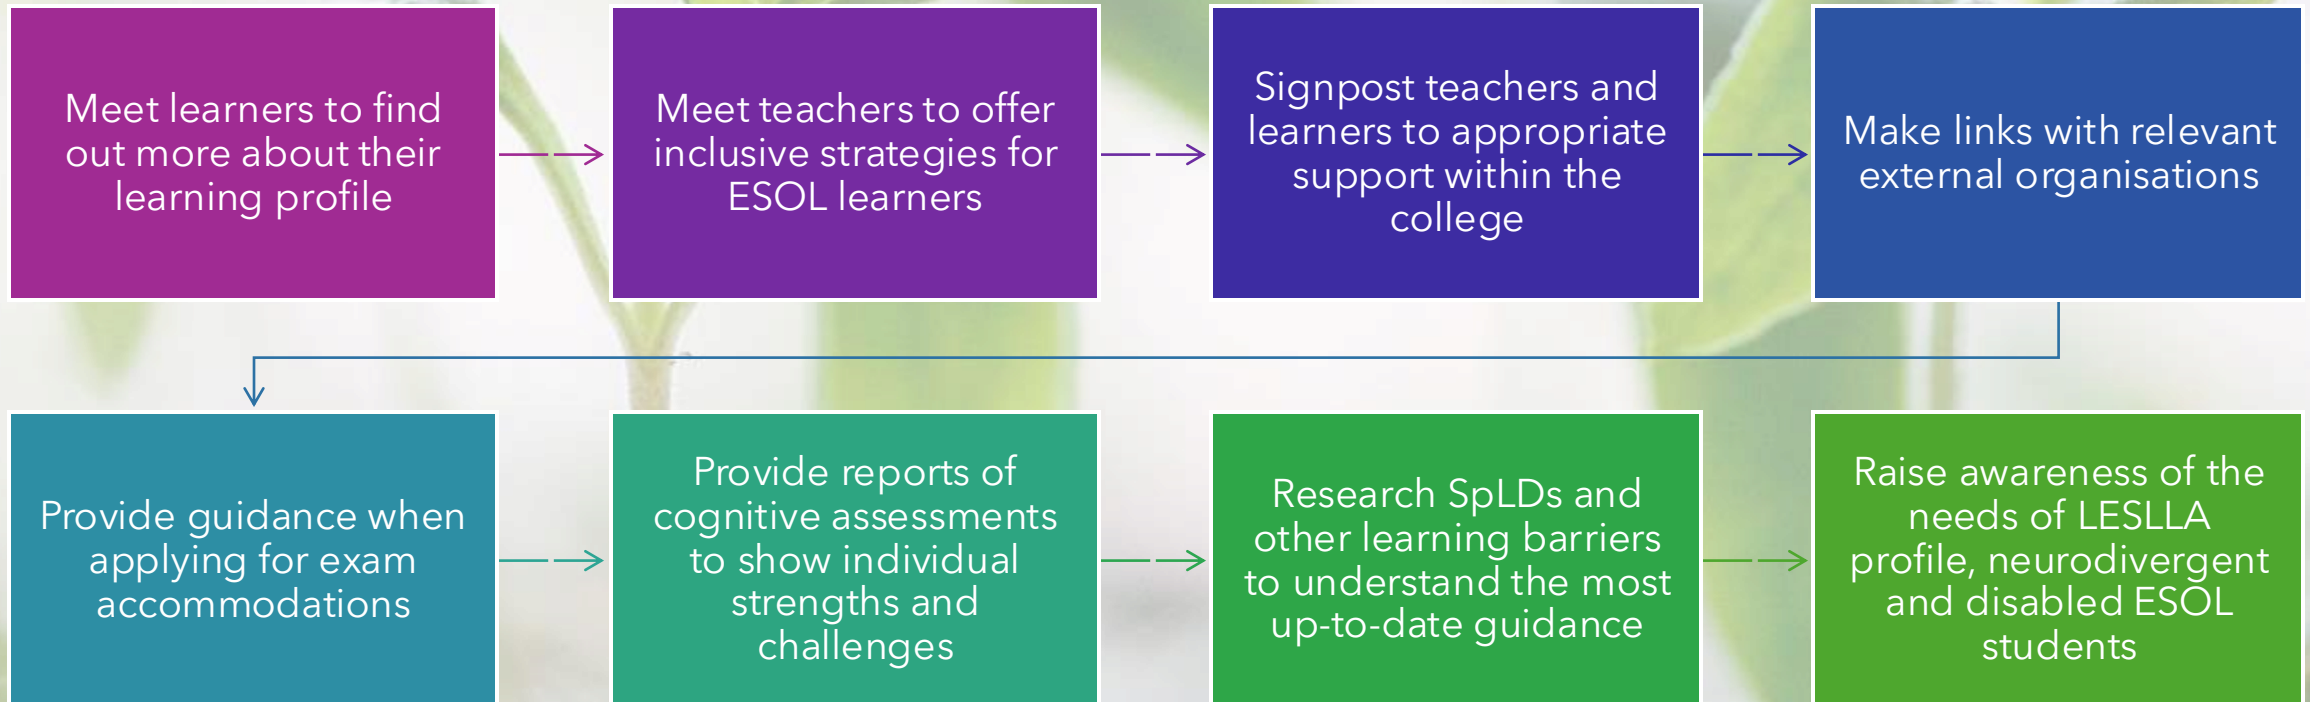 Meet learners to find
out more about their
learning profile
Meet teachers to offer
inclusive strategies for
ESOL learners
Signpost teachers and
learners to appropriate
support within the
college
Make links with relevant
external organisations
Provide guidance when
applying for exam
accommodations
Provide reports of
cognitive assessments
to show individual
strengths and
challenges
Research SpLDs and
other learning barriers
to understand the most
up-to-date guidance
Raise awareness of the
needs of LESLLA
profile, neurodivergent
and disabled ESOL
students